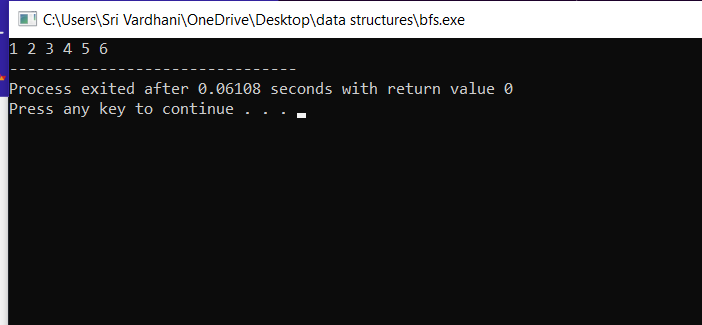 C:\Users\Sri Vardhani\OneDrive\Desktop\data structures\bfs.exe
1 2 3 4 5 6
--------------------------------
Process exited after 0.06108 seconds with return value 0
Press any key to continue . . .